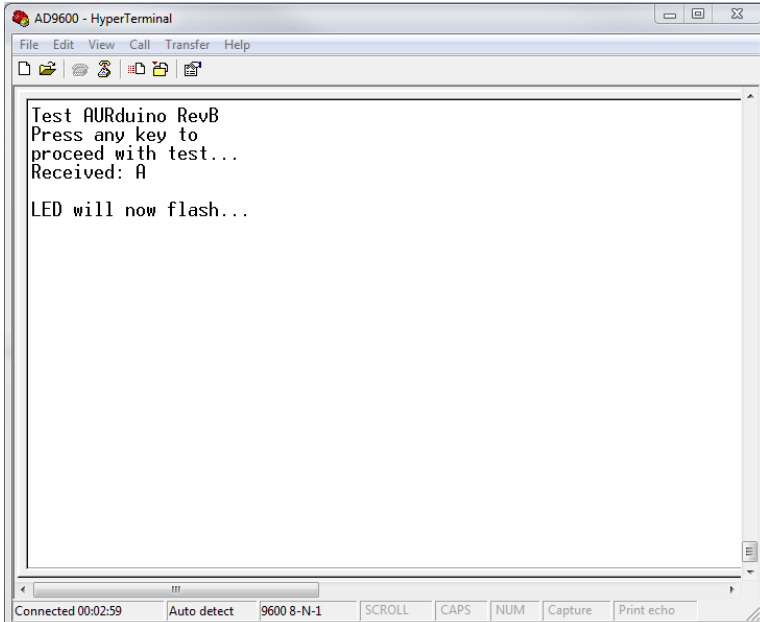 AD9600 - HyperTerminal
File Edit View Call Transfer Help
Test AURduino RevB
Press any key to
proceed with test...
Received: A
LED will now flash...
Connected 00:02:59 Auto detect 9600 8-N-1 SCROLL CAPS NUM Capture Print echo